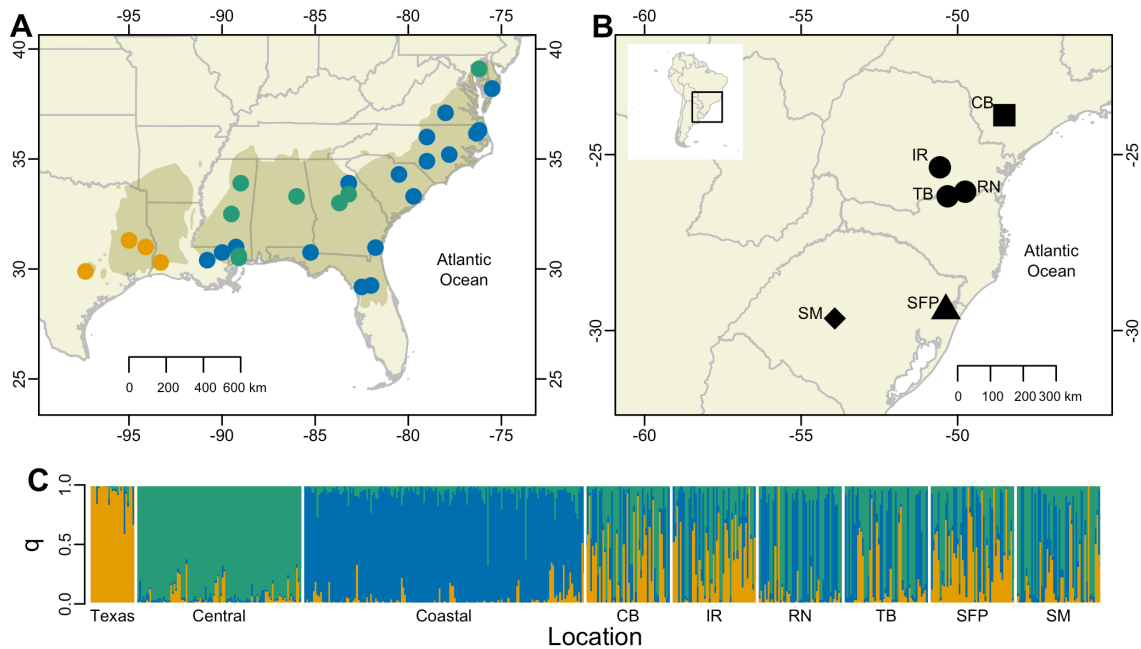 A
-95 -90 -85 -80 -75
40
35
30
25
40
35
30
25
Atlantic
Ocean
0 200 400 600 km
-95 -90 -85 -80 -75
B
-60 -55 -50
-25
-30
-25
-30
CB
IR
RN
TB
SFP
SM
Atlantic
Ocean
0 100 200 300 km
-60 -55 -50
C
q
1.0
0.5
0.0
Texas Central Coastal CB IR RN TB SFP SM
Location